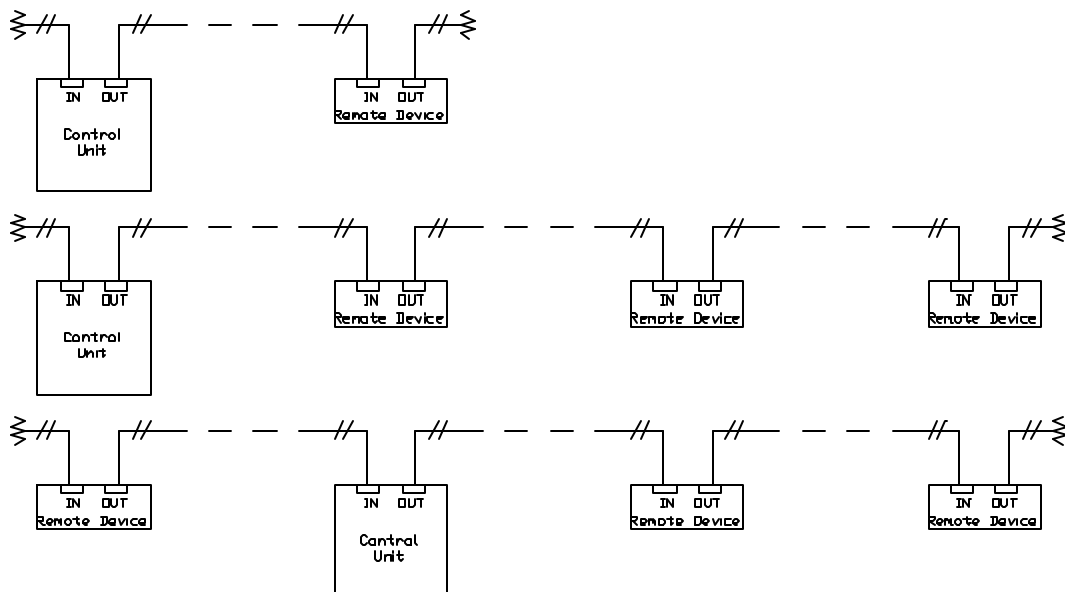 IN OUT IN OUT
Remote Device
Control
Unit
IN OUT IN OUT IN OUT IN OUT
Remote Device Remote Device Remote Device
Control
Unit
IN OUT IN OUT IN OUT IN OUT
Remote Device Remote Device Remote Device
Control
Unit